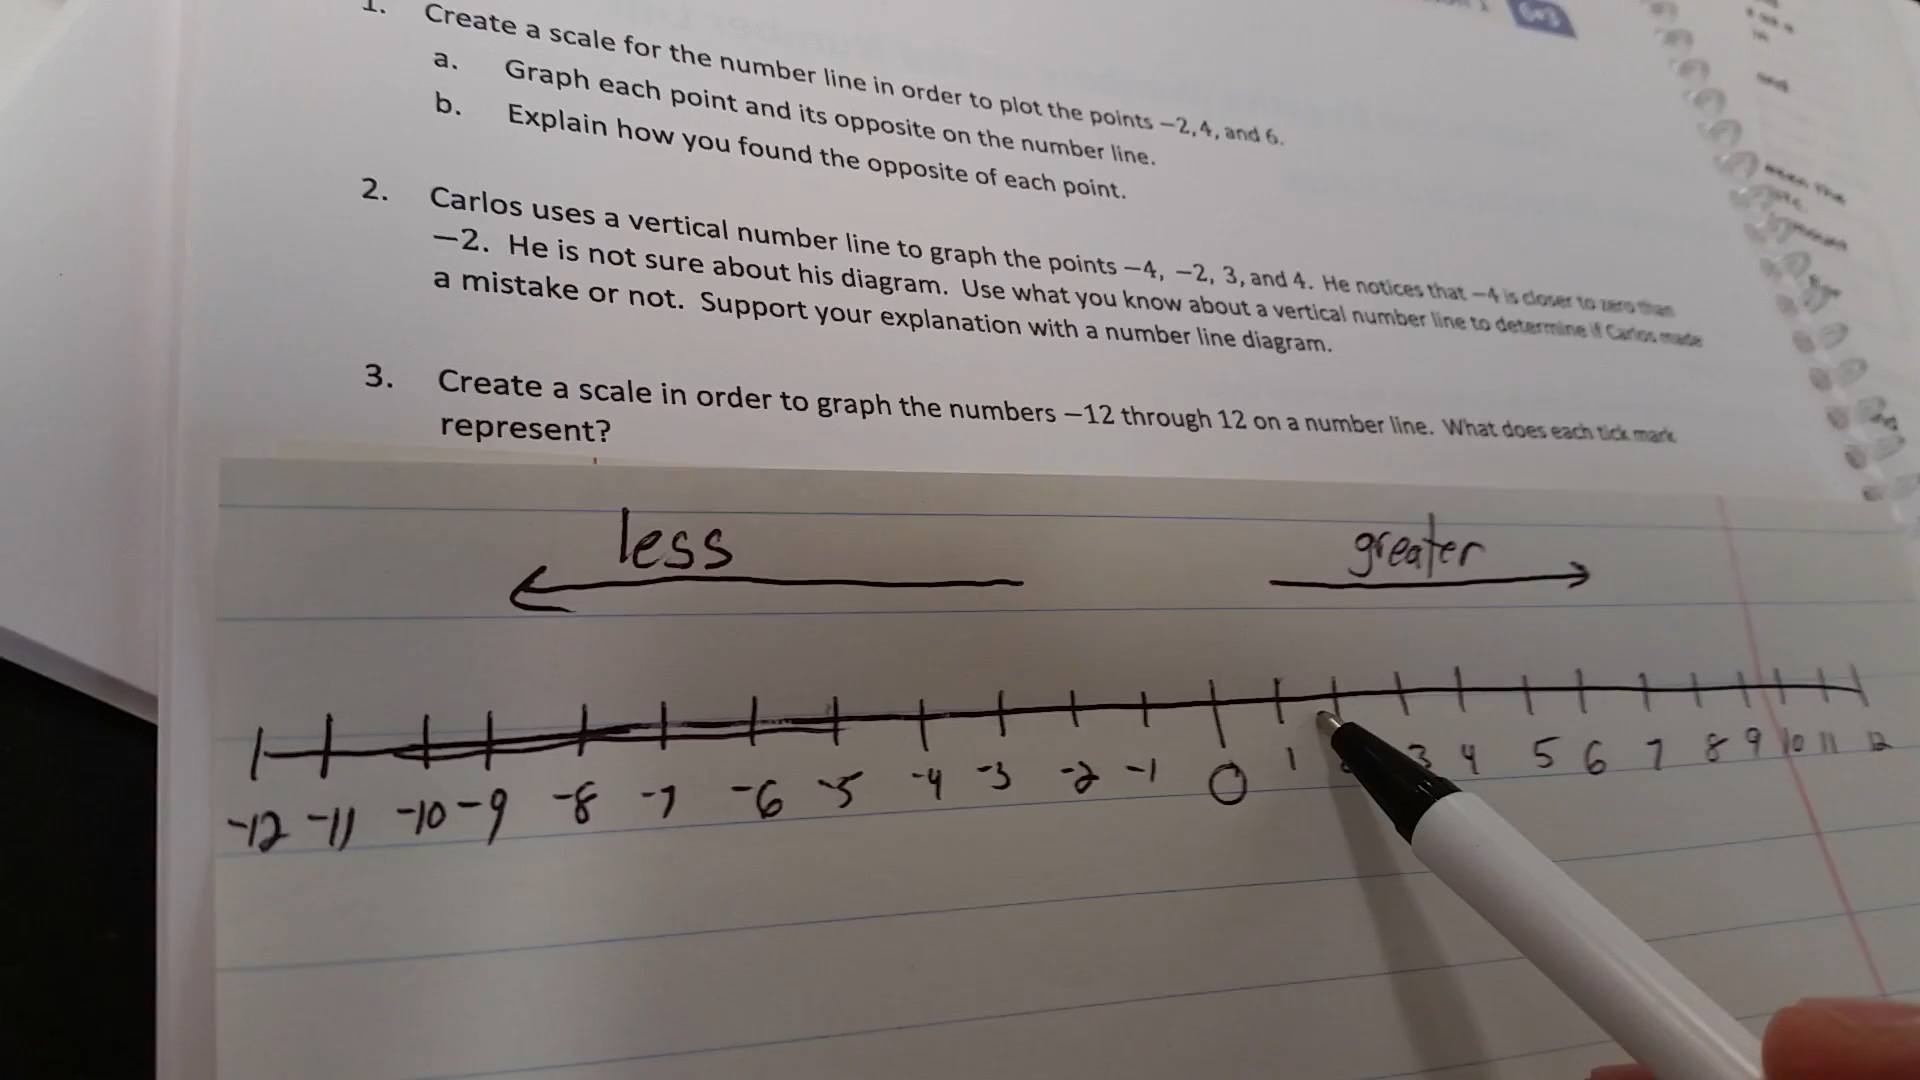 1. Create a scale for the number line in order to plot the points −2, 4, and 6.
a. Graph each point and its opposite on the number line.
b. Explain how you found the opposite of each point.
2. Carlos uses a vertical number line to graph the points −4, −2, 3, and 4. He notices that −4 is closer to zero than
−2. He is not sure about his diagram. Use what you know about a vertical number line to determine if Carlos made
a mistake or not. Support your explanation with a number line diagram.
3. Create a scale in order to graph the numbers −12 through 12 on a number line. What does each tick mark
represent?
less greater
-12 -11 -10 -9 -8 -7 -6 -5 -4 -3 -2 -1 0 1 3 4 5 6 7 8 9 10 11 12